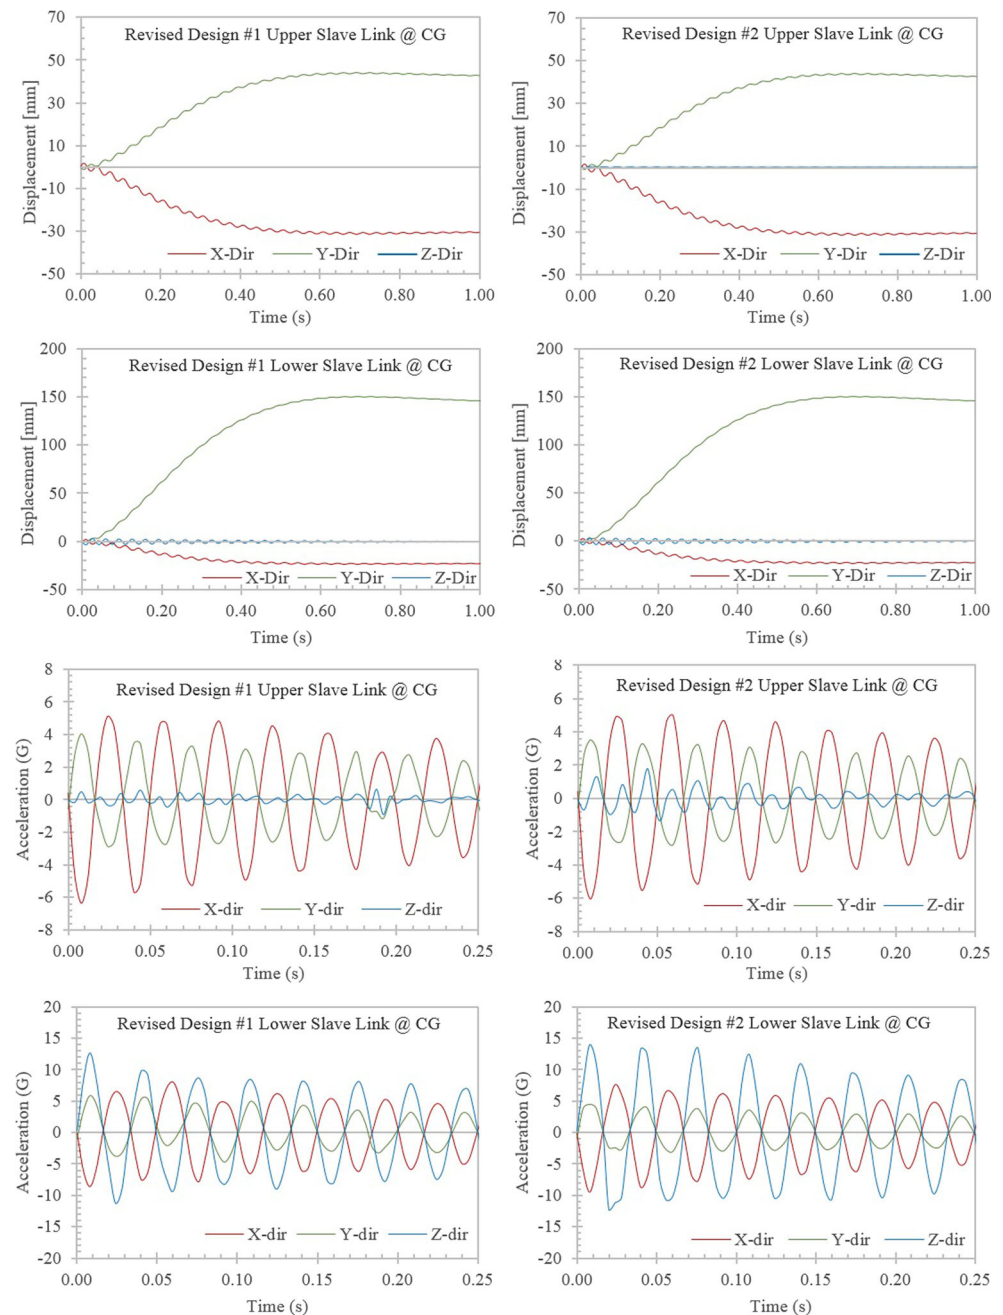 Revised Design #1 Upper Slave Link @ CG
Displacement [mm]
70
50
30
10
-10
-30
-50
X-Dir Y-Dir Z-Dir
0.00 0.20 0.40 0.60 0.80 1.00
Time (s)
Revised Design #2 Upper Slave Link @ CG
Displacement [mm]
70
50
30
10
-10
-30
-50
X-Dir Y-Dir Z-Dir
0.00 0.20 0.40 0.60 0.80 1.00
Time (s)
Revised Design #1 Lower Slave Link @ CG
Displacement [mm]
200
150
100
50
0
-50
X-Dir Y-Dir Z-Dir
0.00 0.20 0.40 0.60 0.80 1.00
Time (s)
Revised Design #2 Lower Slave Link @ CG
Displacement [mm]
200
150
100
50
0
-50
X-Dir Y-Dir Z-Dir
0.00 0.20 0.40 0.60 0.80 1.00
Time (s)
Revised Design #1 Upper Slave Link @ CG
Acceleration (G)
8
6
4
2
0
-2
-4
-6
-8
X-dir Y-dir Z-dir
0.00 0.05 0.10 0.15 0.20 0.25
Time (s)
Revised Design #2 Upper Slave Link @ CG
Acceleration (G)
8
6
4
2
0
-2
-4
-6
-8
X-dir Y-dir Z-dir
0.00 0.05 0.10 0.15 0.20 0.25
Time (s)
Revised Design #1 Lower Slave Link @ CG
Acceleration (G)
20
15
10
5
0
-5
-10
-15
-20
X-dir Y-dir Z-dir
0.00 0.05 0.10 0.15 0.20 0.25
Time (s)
Revised Design #2 Lower Slave Link @ CG
Acceleration (G)
20
15
10
5
0
-5
-10
-15
-20
X-dir Y-dir Z-dir
0.00 0.05 0.10 0.15 0.20 0.25
Time (s)